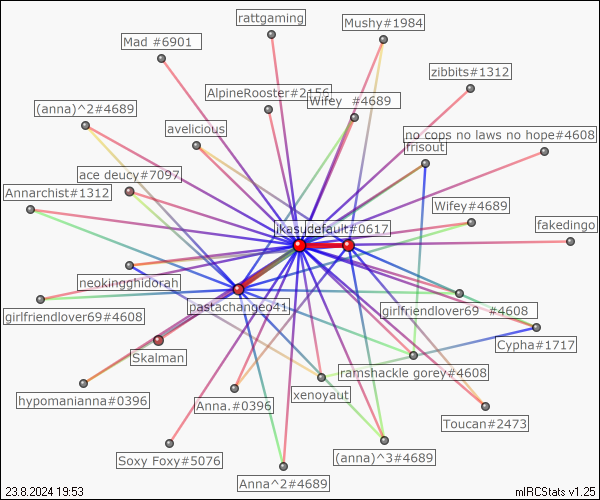 rattgaming
Mushy#1984
Mad #6901
zibbits#1312
AlpineRooster#2156
Wifey #4689
(anna)^2#4689
avelicious
no cops no laws no hope#4608
frisout
ace deucy#7097
Annarchist#1312
Wifey#4689
ikasudefault#0617
fakedingo
neokingghidorah
pastachange041
girlfriendlover69#4608
girlfriendlover69 #4608
Cypha#1717
Skalman
ramshackle gorey#4608
xenoyaut
hypomanianna#0396
Anna.#0396
Toucan#2473
Soxy Foxy#5076
(anna)^3#4689
Anna^2#4689
23.8.2024 19:53
mIRCStats v1.25